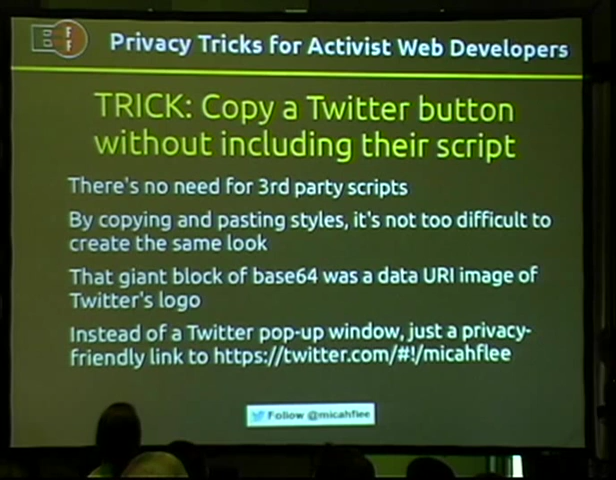 E
F
F
Privacy Tricks for Activist Web Developers
TRICK: Copy a Twitter button
without including their script
There's no need for 3rd party scripts
By copying and pasting styles, it's not too difficult to
create the same look
That giant block of base64 was a data URI image of
Twitter's logo
Instead of a Twitter pop-up window, just a privacy-
friendly link to https://twitter.com/#!/micahflee
Follow @micahflee